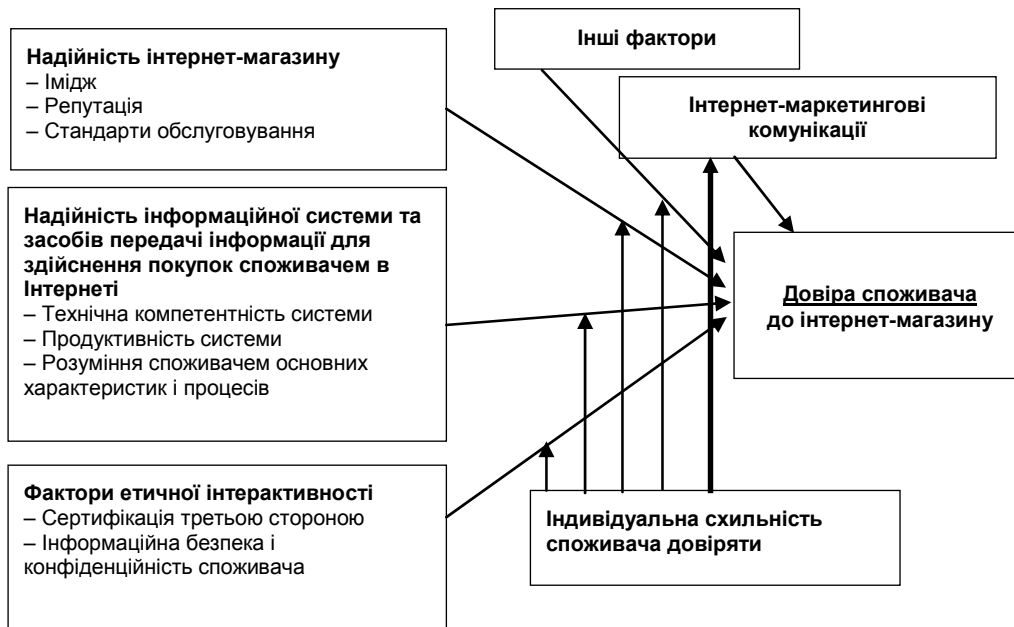 Надійність інтернет-магазину
– Імідж
– Репутація
– Стандарти обслуговування
Інші фактори
Інтернет-маркетингові
комунікації
Надійність інформаційної системи та
засобів передачі інформації для
здійснення покупок споживачем в
Інтернеті
– Технічна компетентність системи
– Продуктивність системи
– Розуміння споживачем основних
характеристик і процесів
Довіра споживача
до інтернет-магазину
Фактори етичної інтерактивності
– Сертифікація третьою стороною
– Інформаційна безпека і
конфіденційність споживача
Індивідуальна схильність
споживача довіряти